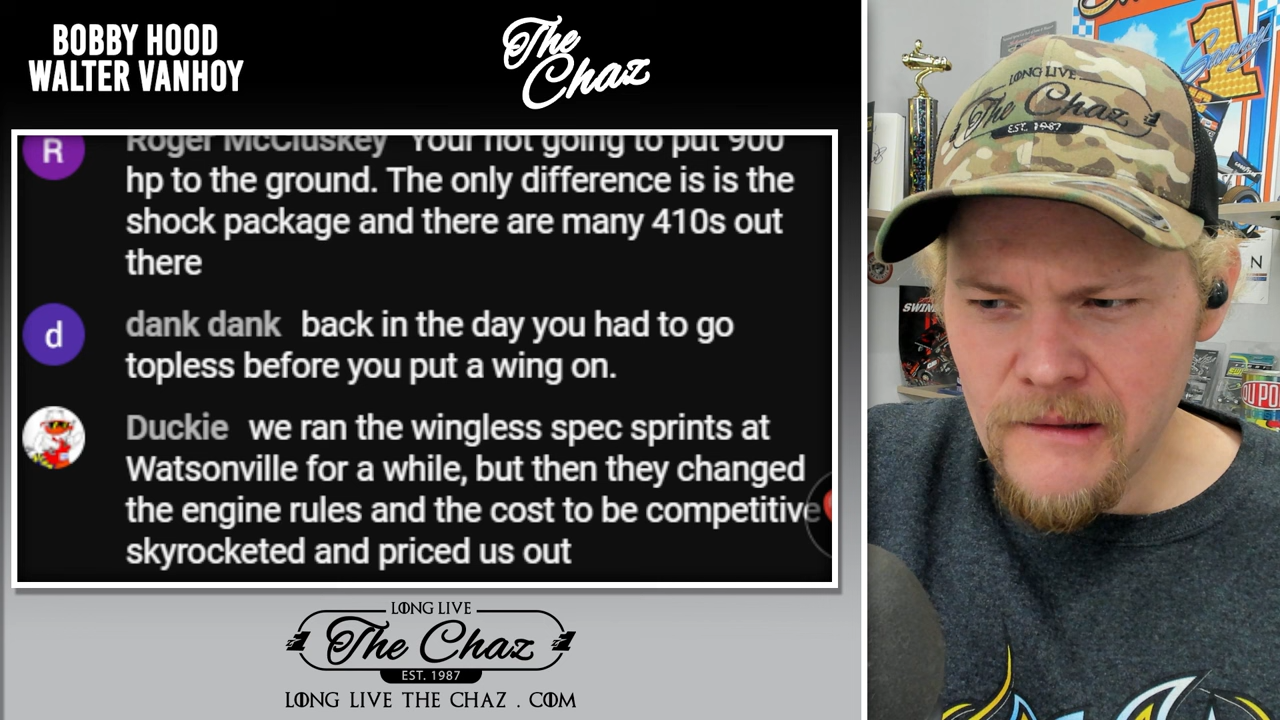 BOBBY HOOD
WALTER VANHOY
The
Chaz
R
Roger McCluskey Your not going to put 900
hp to the ground. The only difference is is the
shock package and there are many 410s out
there
d
dank dank back in the day you had to go
topless before you put a wing on.
Duckie we ran the wingless spec sprints at
Watsonville for a while, but then they changed
the engine rules and the cost to be competitive
skyrocketed and priced us out
LONG LIVE
1 The Chaz 1
EST. 1987
LONG LIVE THE CHAZ . COM
LONG LIVE
The Chaz
EST. 1987
1
N
SWIN